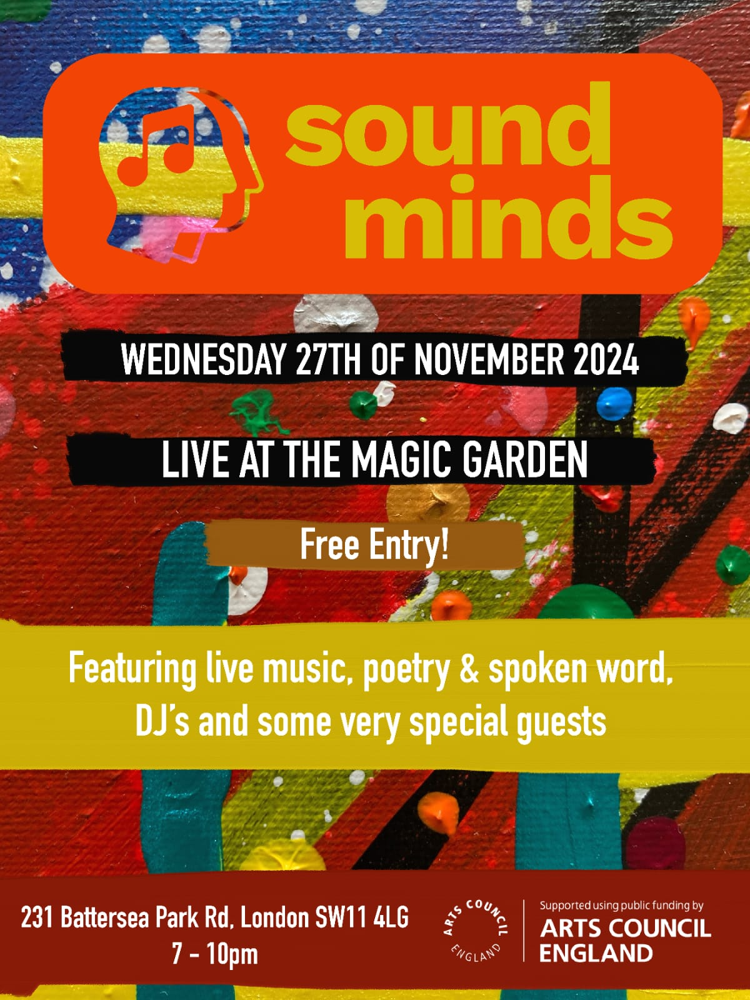 sound
minds
WEDNESDAY 27TH OF NOVEMBER 2024
LIVE AT THE MAGIC GARDEN
Free Entry!
Featuring live music, poetry & spoken word,
DJ's and some very special guests
231 Battersea Park Rd, London SW11 4LG
7 - 10pm
ARTS COUNCIL
ENGLAND
Supported using public funding by
ARTS COUNCIL
ENGLAND